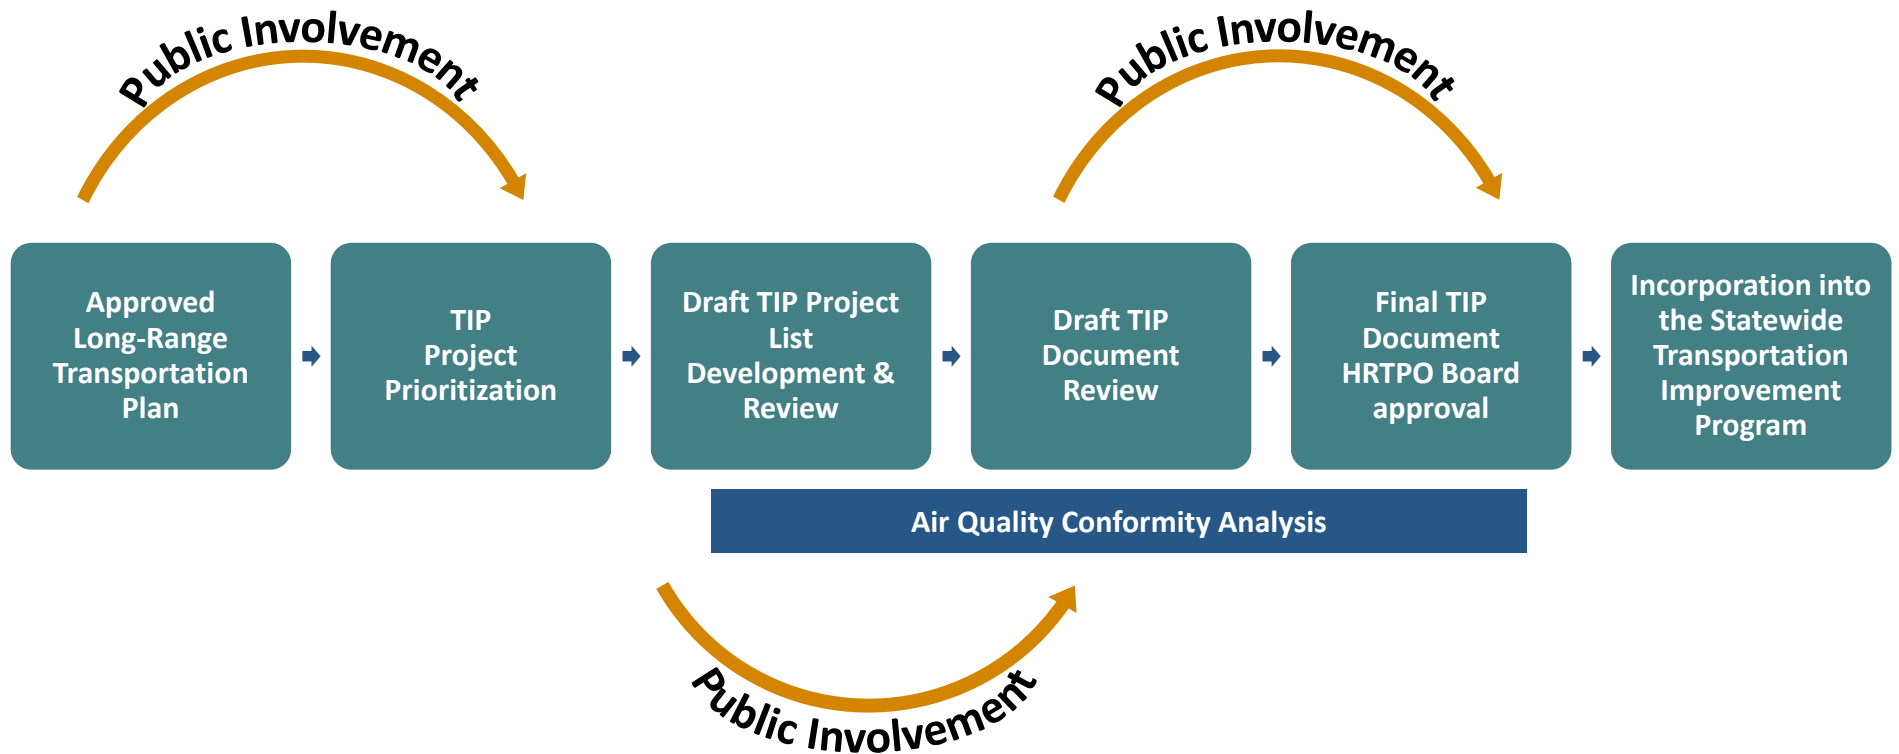 Public Involvement
Public Involvement
Approved
Long-Range
Transportation
Plan
TIP
Project
Prioritization
Draft TIP Project
List
Development &
Review
Draft TIP
Document
Review
Final TIP
Document
HRTPO Board
approval
Incorporation into
the Statewide
Transportation
Improvement
Program
Air Quality Conformity Analysis
Public Involvement